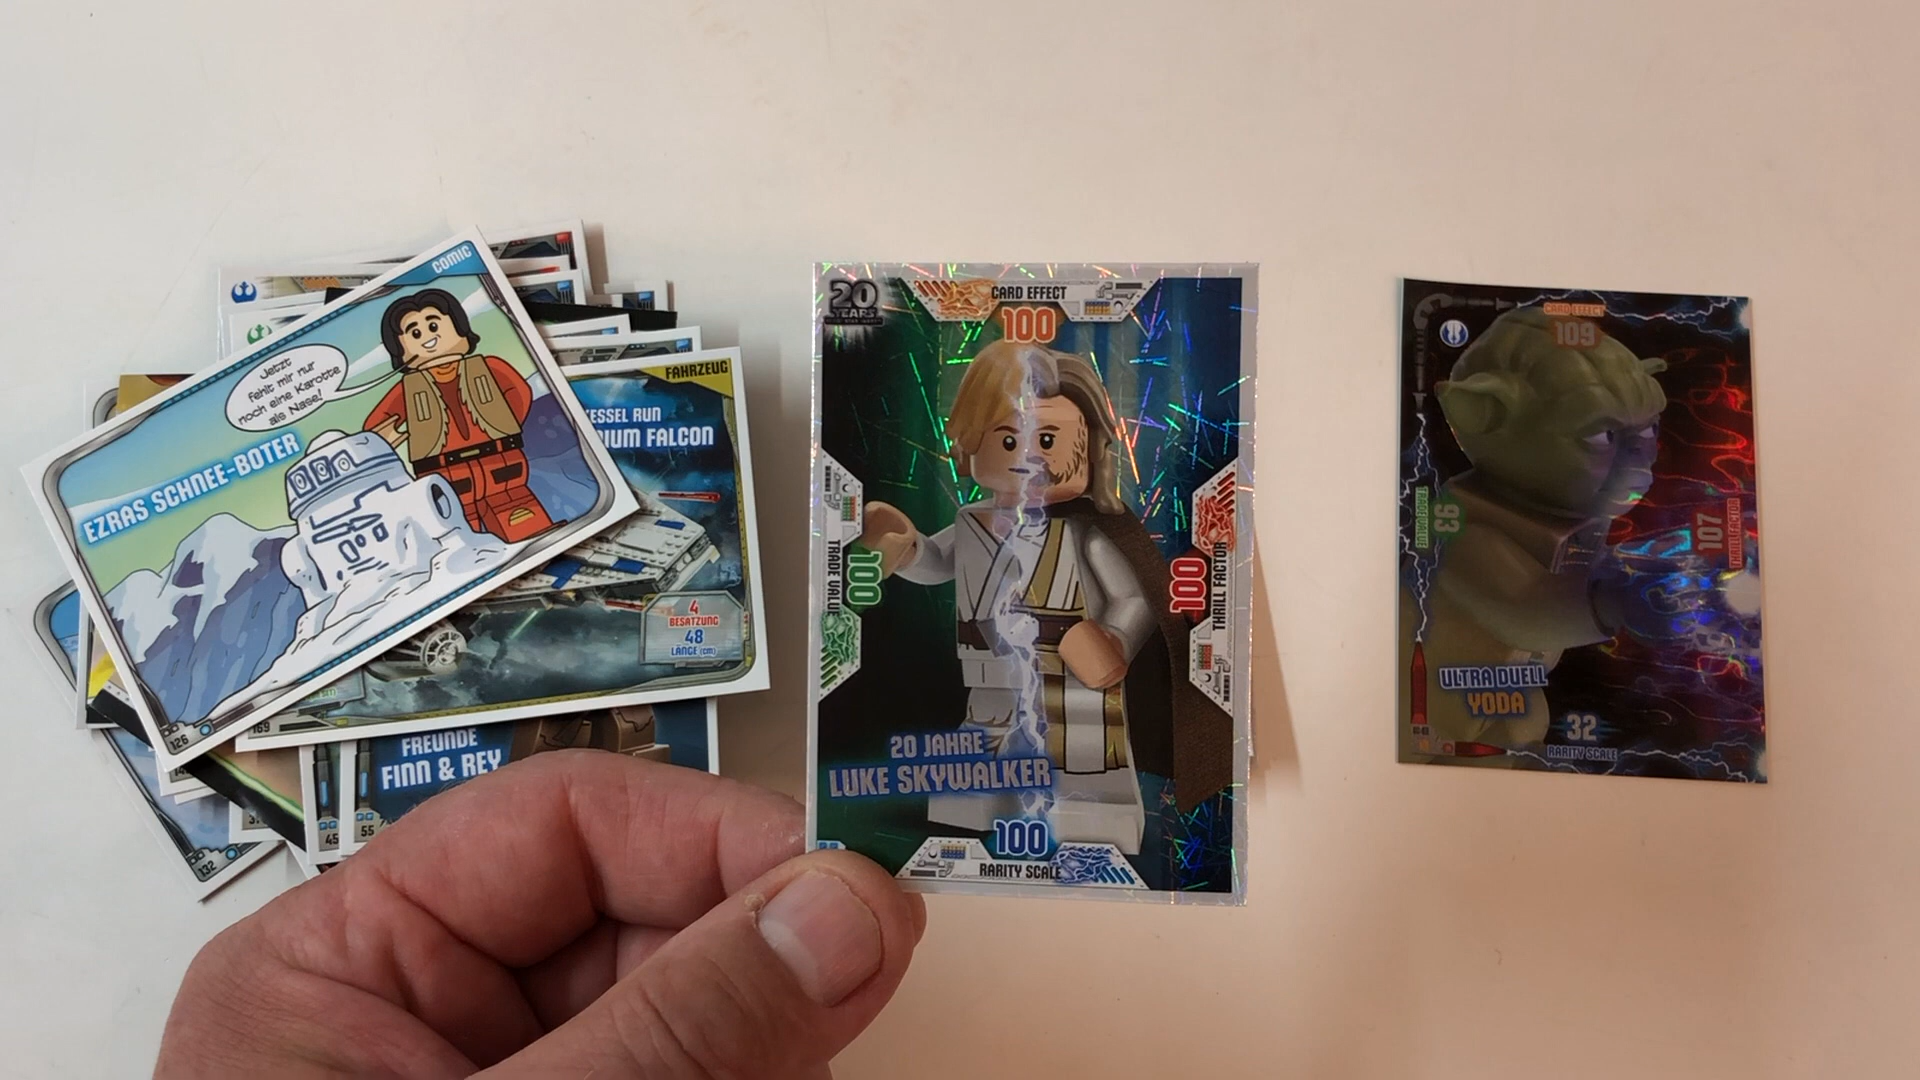 COMIC
Jetzt
fehlt mir nur
noch eine Karotte
als Nase!
EZRAS SCHNEE-BOTER
126
FAHRZEUG
KESSEL RUN
FALCON
4
BESATZUNG
48
LÄNGE (cm)
169
FREUNDE
FINN & REY
45
55
132
20
YEARS
CARD EFFECT
100
TRADE VALUE
100
100
THRILL FACTOR
20 JAHRE
LUKE SKYWALKER
100
RARITY SCALE
CARD EFFECT
109
TRADE VALUE
93
107
THRILL FACTOR
ULTRA DUELL
YODA
32
RARITY SCALE